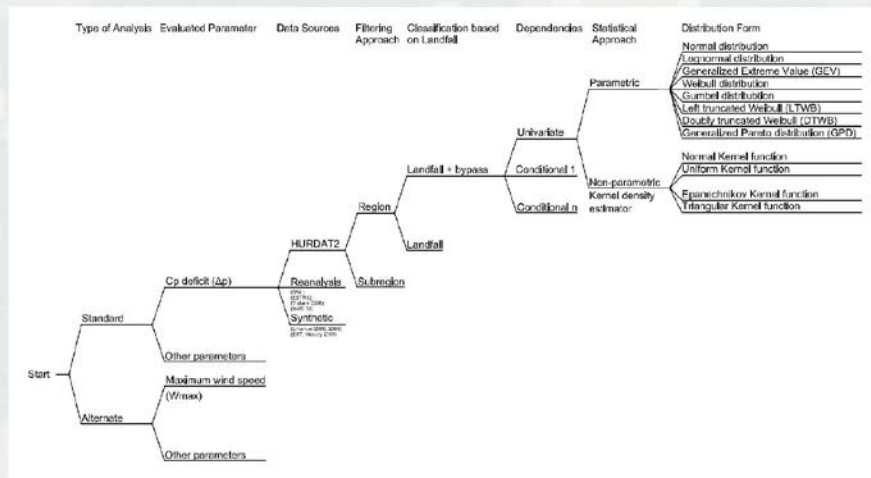 Type of Analysis Evaluated Parameter Data Sources Filtering Approach Classification based on Landfall Dependencies Statistical Approach Distribution Form
Normal distribution
Lognormal distribution
Generalized Extreme Value (GEV)
Weibull distribution
Parametric
Gumbel distribution
Left truncated Weibull (LTWB)
Doubly truncated Weibull (DTWB)
Univariate
Generalized Pareto distribution (GPD)
Normal Kernel function
Landfall + bypass
Conditional 1
Uniform Kernel function
Non-parametric
Kernel density
estimator
Epanechnikov Kernel function
Region
Conditional n
Triangular Kernel function
HURDAT2
Landfall
Cp deficit (Δp)
Reanalysis
Subregion
Standard
Synthetic
Other parameters
Start
Maximum wind speed
(Wmax)
Alternate
Other parameters